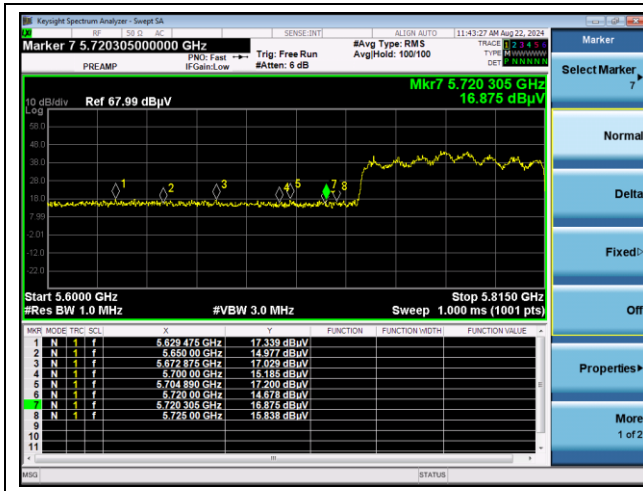 Keysight Spectrum Analyzer - Swept SA
RF 50 Ω AC SENSE:INT ALIGN AUTO 11:43:27 AM Aug 22, 2024
Marker 7 5.720305000000 GHz
PREAMP
PNO: Fast
IFGain:Low
Trig: Free Run
#Atten: 6 dB
#Avg Type: RMS
Avg|Hold: 100/100
TRACE 1 2 3 4 5 6
TYPE M W W W W W
DET P N N N N N
Mkr7 5.720 305 GHz
16.875 dBµV
10 dB/div Ref 67.99 dBµV
Log
58.0
48.0
38.0
28.0
18.0
7.99
-2.01
-12.0
-22.0
1 2 3 4 5 7 8
Start 5.6000 GHz Stop 5.8150 GHz
#Res BW 1.0 MHz #VBW 3.0 MHz Sweep 1.000 ms (1001 pts)
MKR MODE TRC SCL X Y FUNCTION FUNCTION WIDTH FUNCTION VALUE
1 N 1 f 5.629 475 GHz 17.339 dBµV
2 N 1 f 5.650 00 GHz 14.977 dBµV
3 N 1 f 5.672 875 GHz 17.029 dBµV
4 N 1 f 5.700 00 GHz 15.185 dBµV
5 N 1 f 5.704 890 GHz 17.200 dBµV
6 N 1 f 5.720 00 GHz 14.678 dBµV
7 N 1 f 5.720 305 GHz 16.875 dBµV
8 N 1 f 5.725 00 GHz 15.838 dBµV
9
10
11
MSG STATUS
Marker
Select Marker
7
Normal
Delta
Fixed
Off
Properties
More
1 of 2